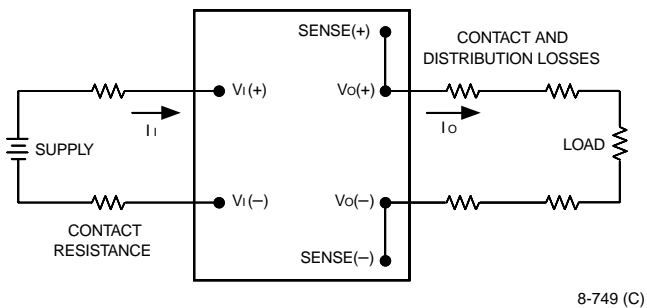 SENSE(+)
CONTACT AND
DISTRIBUTION LOSSES
VI(+)
VO(+)
II
IO
SUPPLY
LOAD
VI(–)
VO(–)
CONTACT
RESISTANCE
SENSE(–)
8-749 (C)